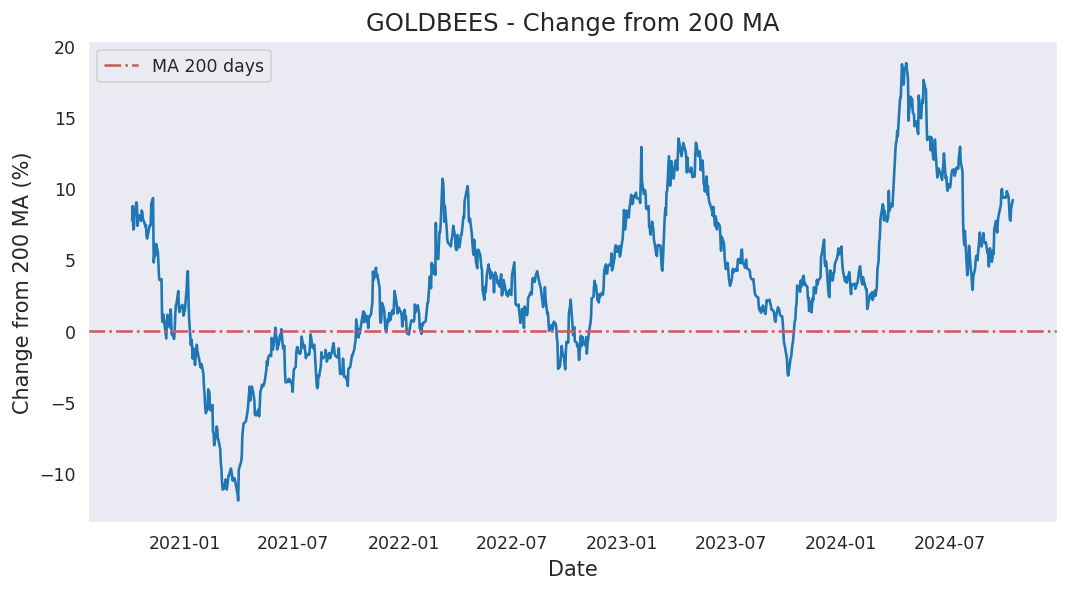 GOLDBEES - Change from 200 MA
MA 200 days
Change from 200 MA (%)
20
15
10
5
0
−5
−10
2021-01 2021-07 2022-01 2022-07 2023-01 2023-07 2024-01 2024-07
Date